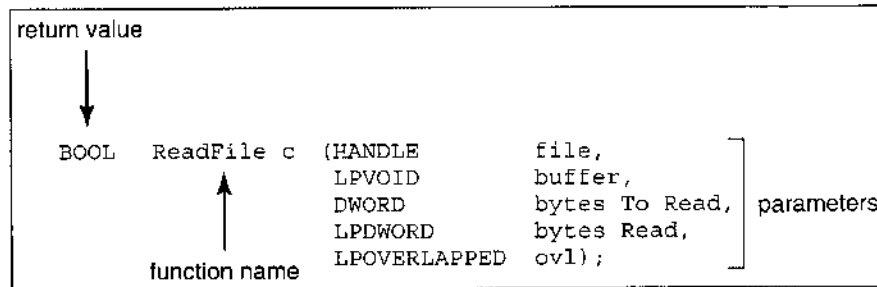 return value
BOOL ReadFile c (HANDLE file,
LPVOID buffer,
DWORD bytes To Read,
LPDWORD bytes Read,
LPOVERLAPPED ovl);
parameters
function name